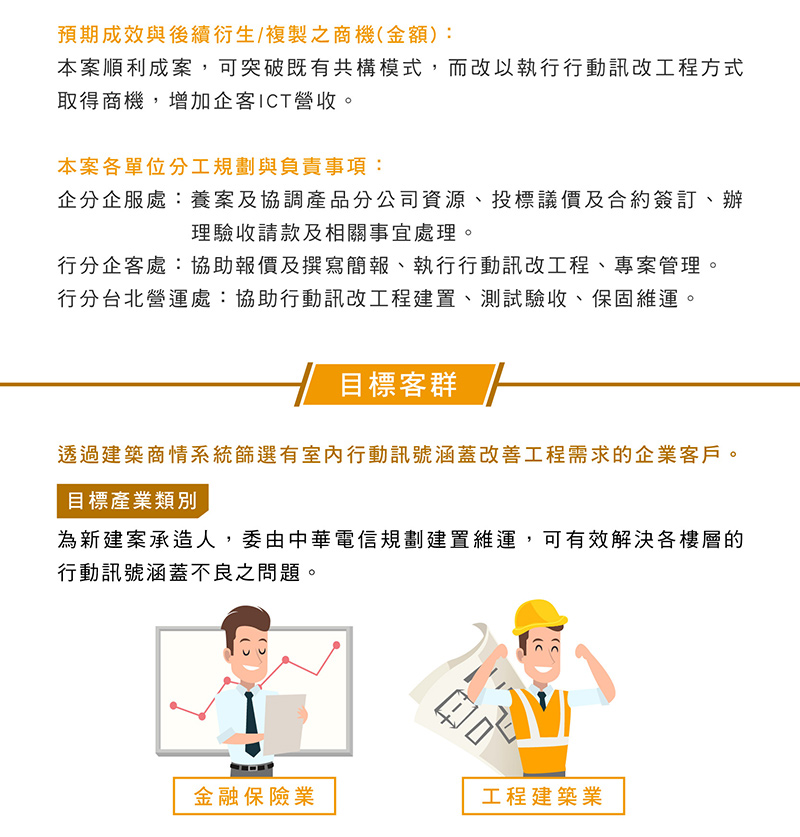 預期成效與後續衍生/複製之商機(金額)：
本案順利成案，可突破既有共構模式，而改以執行行動訊改工程方式
取得商機，增加企客ICT營收。
本案各單位分工規劃與負責事項：
企分企服處：養案及協調產品分公司資源、投標議價及合約簽訂、辦
理驗收請款及相關事宜處理。
行分企客處：協助報價及撰寫簡報、執行行動訊改工程、專案管理。
行分台北營運處：協助行動訊改工程建置、測試驗收、保固維運。
目標客群
透過建築商情系統篩選有室內行動訊號涵蓋改善工程需求的企業客戶。
目標產業類別
為新建案承造人，委由中華電信規劃建置維運，可有效解決各樓層的
行動訊號涵蓋不良之問題。
金融保險業
工程建築業